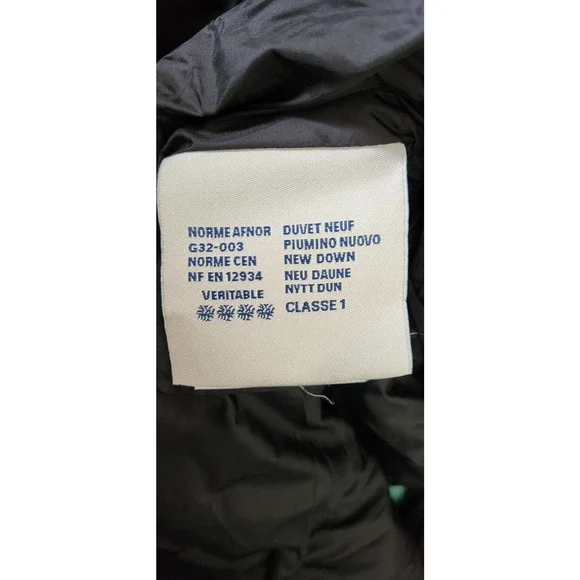 NORME AFNOR
G32-003
NORME CEN
NF EN 12934
VERITABLE
DUVET NEUF
PIUMINO NUOVO
NEW DOWN
NEU DAUNE
NYTT DUN
CLASSE 1